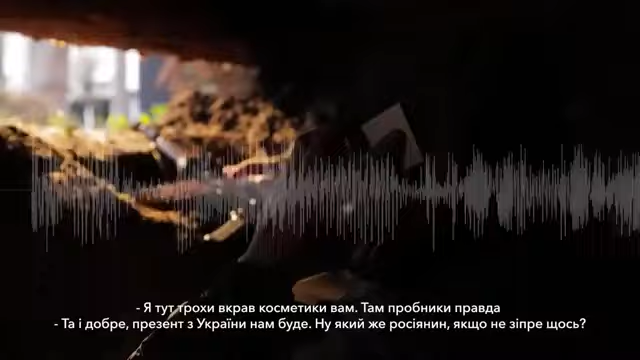 - Я тут трохи вкрав косметики вам. Там пробники правда
- Та і добре, презент з України нам буде. Ну який же росіянин, якщо не зіпре щось?